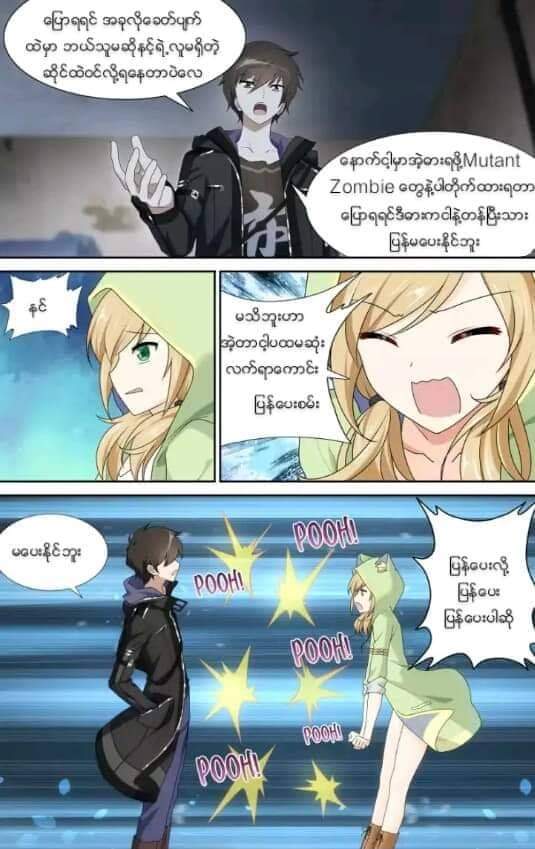 ပြောရရင် အခုလိုခေတ်ပျက်
ထဲမှာ ဘယ်သူမဆိုနင့်ရဲ့လူမရှိတဲ့
ဆိုင်ထဲဝင်လို့ရနေတာပဲလေ
နောက်ငါ့မှာအဲ့ဓားရဖို့Mutant
Zombie တွေနဲ့ပါတိုက်ထားရတာ
ပြောရရင်ဒီဓားကငါနဲ့တန်ပြီးသား
ပြန်မပေးနိုင်ဘူး
နင်
မသိဘူးဟာ
အဲ့တာငါ့ပထမဆုံး
လက်ရာကောင်း
ပြန်ပေးစမ်း
မပေးနိုင်ဘူး
POOH!
POOH!
ပြန်ပေးလို့
ပြန်ပေး
ပြန်ပေးပါဆို
POOH!
POOH!
POOH!
POOH!